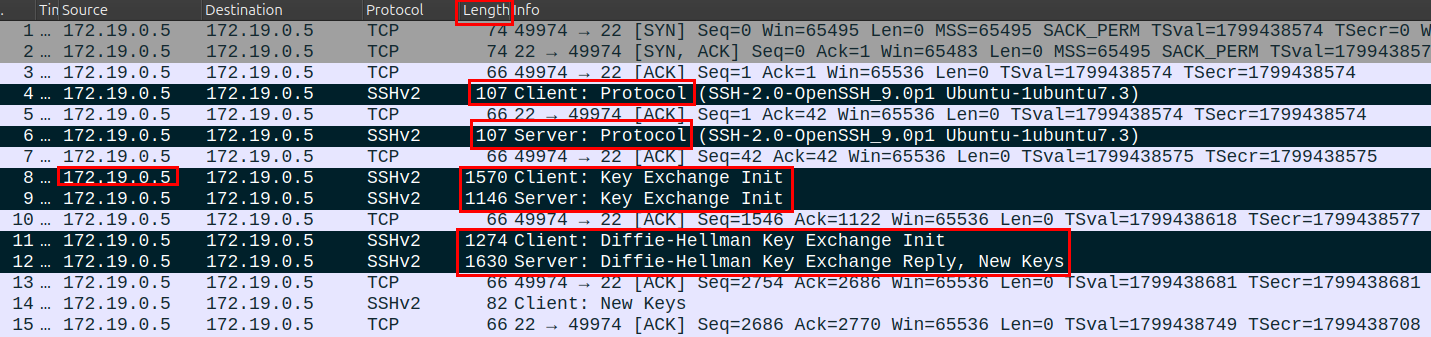 . Tin Source Destination Protocol Length Info
1 ... 172.19.0.5 172.19.0.5 TCP 74 49974 → 22 [SYN] Seq=0 Win=65495 Len=0 MSS=65495 SACK_PERM TSval=1799438574 TSecr=0 W
2 ... 172.19.0.5 172.19.0.5 TCP 74 22 → 49974 [SYN, ACK] Seq=0 Ack=1 Win=65483 Len=0 MSS=65495 SACK_PERM TSval=179943857
3 ... 172.19.0.5 172.19.0.5 TCP 66 49974 → 22 [ACK] Seq=1 Ack=1 Win=65536 Len=0 TSval=1799438574 TSecr=1799438574
4 ... 172.19.0.5 172.19.0.5 SSHv2 107 Client: Protocol (SSH-2.0-OpenSSH_9.0p1 Ubuntu-1ubuntu7.3)
5 ... 172.19.0.5 172.19.0.5 TCP 66 22 → 49974 [ACK] Seq=1 Ack=42 Win=65536 Len=0 TSval=1799438574 TSecr=1799438574
6 ... 172.19.0.5 172.19.0.5 SSHv2 107 Server: Protocol (SSH-2.0-OpenSSH_9.0p1 Ubuntu-1ubuntu7.3)
7 ... 172.19.0.5 172.19.0.5 TCP 66 49974 → 22 [ACK] Seq=42 Ack=42 Win=65536 Len=0 TSval=1799438575 TSecr=1799438575
8 ... 172.19.0.5 172.19.0.5 SSHv2 1570 Client: Key Exchange Init
9 ... 172.19.0.5 172.19.0.5 SSHv2 1146 Server: Key Exchange Init
10 ... 172.19.0.5 172.19.0.5 TCP 66 49974 → 22 [ACK] Seq=1546 Ack=1122 Win=65536 Len=0 TSval=1799438618 TSecr=1799438577
11 ... 172.19.0.5 172.19.0.5 SSHv2 1274 Client: Diffie-Hellman Key Exchange Init
12 ... 172.19.0.5 172.19.0.5 SSHv2 1630 Server: Diffie-Hellman Key Exchange Reply, New Keys
13 ... 172.19.0.5 172.19.0.5 TCP 66 49974 → 22 [ACK] Seq=2754 Ack=2686 Win=65536 Len=0 TSval=1799438681 TSecr=1799438681
14 ... 172.19.0.5 172.19.0.5 SSHv2 82 Client: New Keys
15 ... 172.19.0.5 172.19.0.5 TCP 66 22 → 49974 [ACK] Seq=2686 Ack=2770 Win=65536 Len=0 TSval=1799438749 TSecr=1799438708